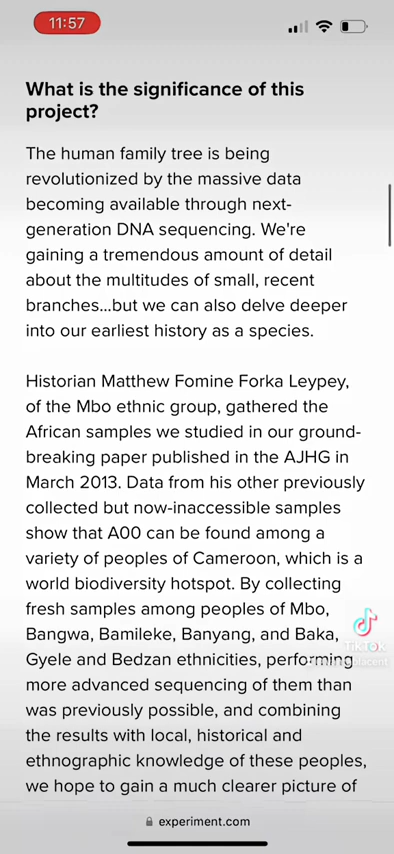 11:57
What is the significance of this
project?
The human family tree is being
revolutionized by the massive data
becoming available through next-
generation DNA sequencing. We're
gaining a tremendous amount of detail
about the multitudes of small, recent
branches...but we can also delve deeper
into our earliest history as a species.
Historian Matthew Fomine Forka Leypey,
of the Mbo ethnic group, gathered the
African samples we studied in our ground-
breaking paper published in the AJHG in
March 2013. Data from his other previously
collected but now-inaccessible samples
show that A00 can be found among a
variety of peoples of Cameroon, which is a
world biodiversity hotspot. By collecting
fresh samples among peoples of Mbo,
Bangwa, Bamileke, Banyang, and Baka,
TikTok
Gyele and Bedzan ethnicities, performing
more advanced sequencing of them than
was previously possible, and combining
the results with local, historical and
ethnographic knowledge of these peoples,
we hope to gain a much clearer picture of
experiment.com